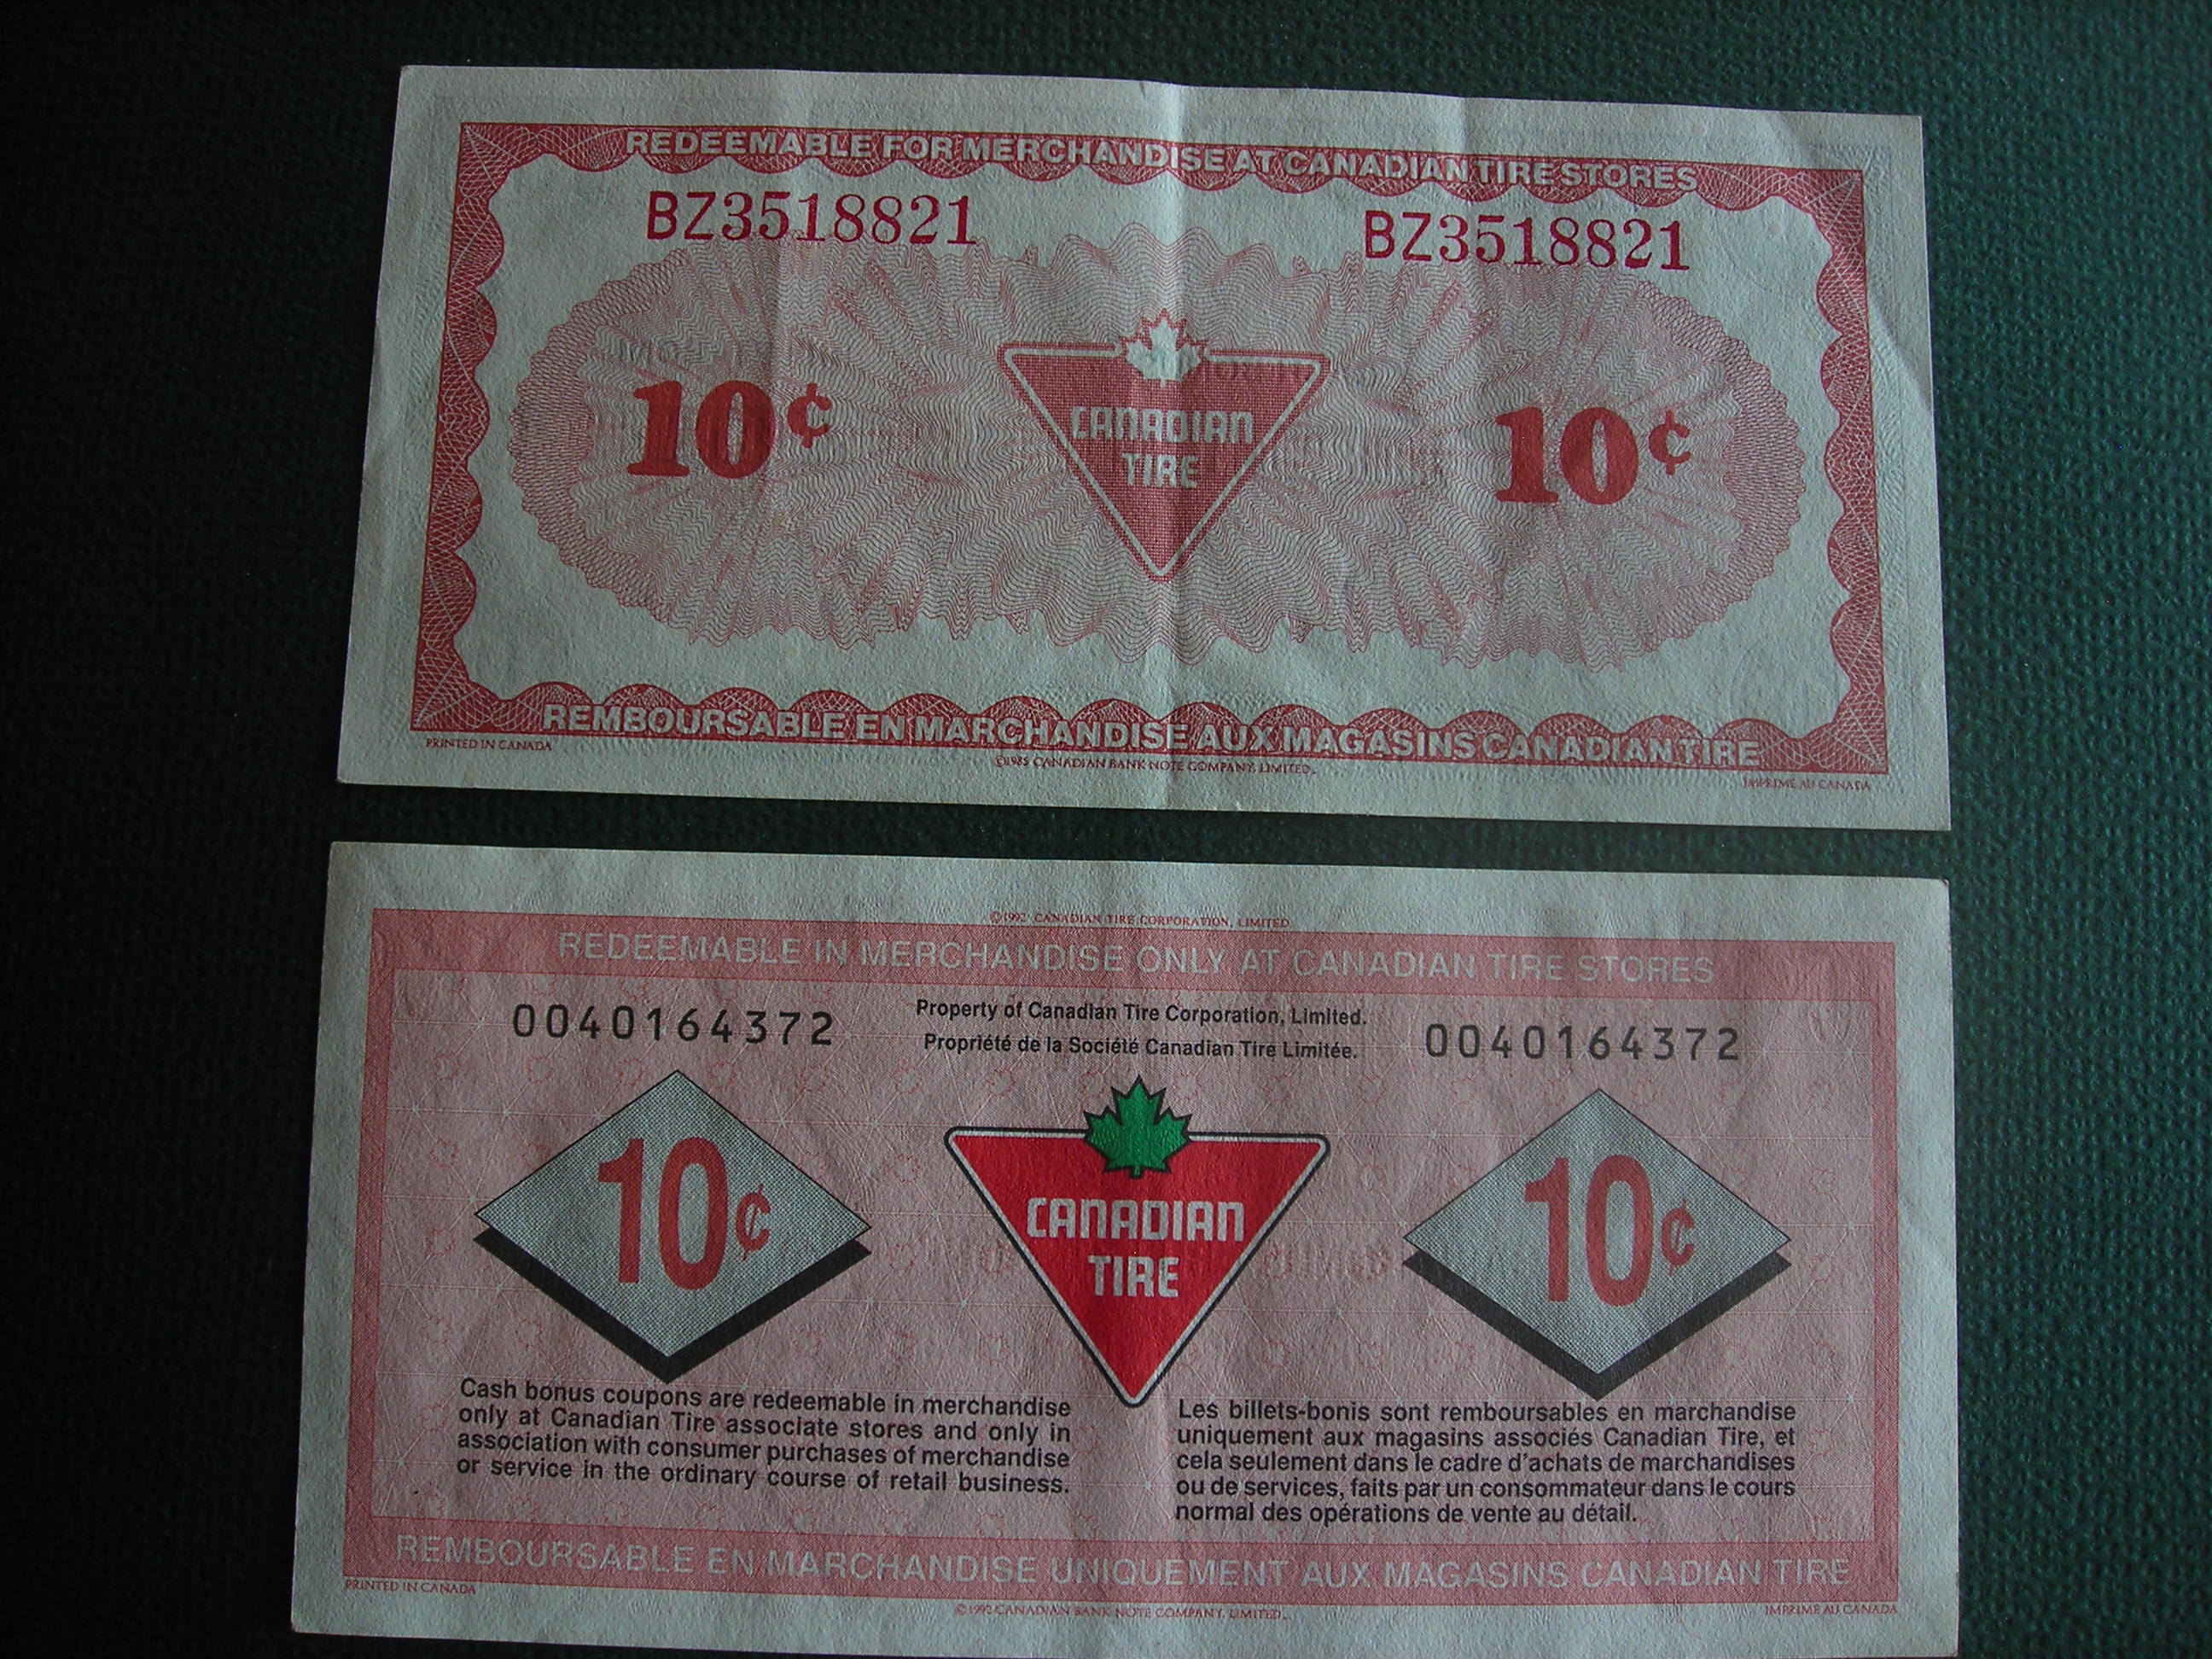 REDEEMABLE FOR MERCHANDISE AT CANADIAN TIRE STORES
BZ3518821 BZ3518821
10¢ CANADIAN TIRE 10¢
REMBOURSABLE EN MARCHANDISE AUX MAGASINS CANADIAN TIRE
PRINTED IN CANADA
©1985 CANADIAN BANK NOTE COMPANY, LIMITED.
IMPRIMÉ AU CANADA
©1992 CANADIAN TIRE CORPORATION, LIMITED
REDEEMABLE IN MERCHANDISE ONLY AT CANADIAN TIRE STORES
0040164372 0040164372
Property of Canadian Tire Corporation, Limited.
Propriété de la Société Canadian Tire Limitée.
10¢ 10¢
CANADIAN
TIRE
Cash bonus coupons are redeemable in merchandise
only at Canadian Tire associate stores and only in
association with consumer purchases of merchandise
or service in the ordinary course of retail business.
Les billets-bonis sont remboursables en marchandise
uniquement aux magasins associés Canadian Tire, et
cela seulement dans le cadre d'achats de marchandises
ou de services, faits par un consommateur dans le cours
normal des opérations de vente au détail.
REMBOURSABLE EN MARCHANDISE UNIQUEMENT AUX MAGASINS CANADIAN TIRE
PRINTED IN CANADA
©1992 CANADIAN BANK NOTE COMPANY, LIMITED.
IMPRIMÉ AU CANADA